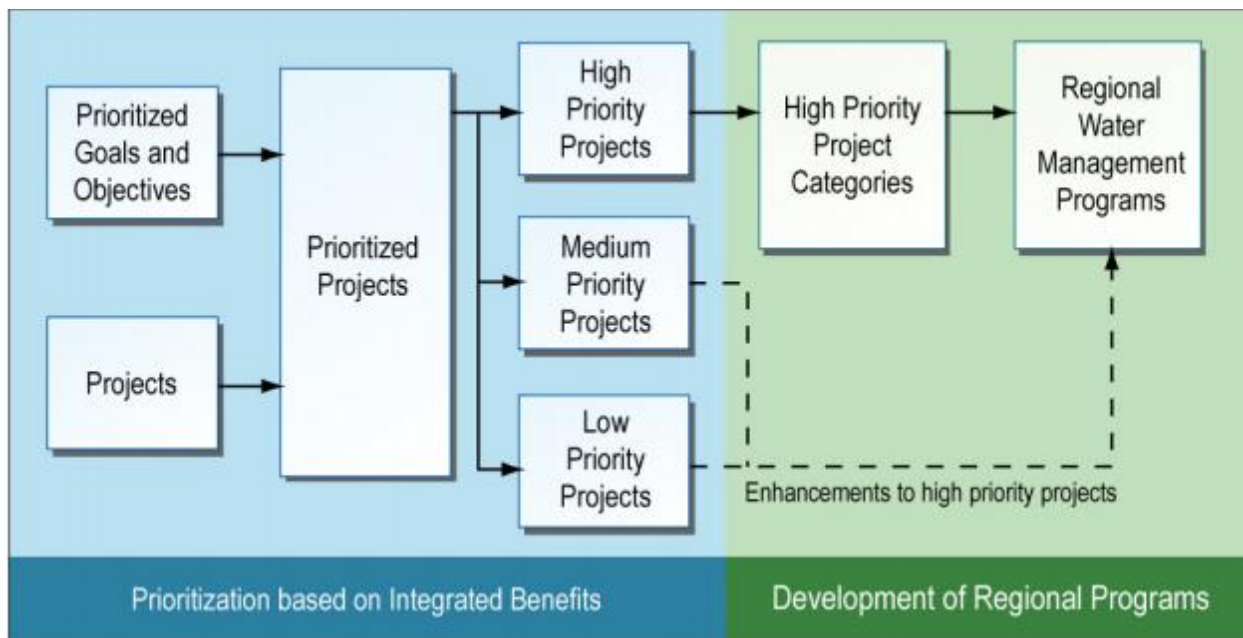 Prioritized
Goals and
Objectives
Projects
Prioritized
Projects
High
Priority
Projects
Medium
Priority
Projects
Low
Priority
Projects
High Priority
Project
Categories
Regional
Water
Management
Programs
Enhancements to high priority projects
Prioritization based on Integrated Benefits
Development of Regional Programs